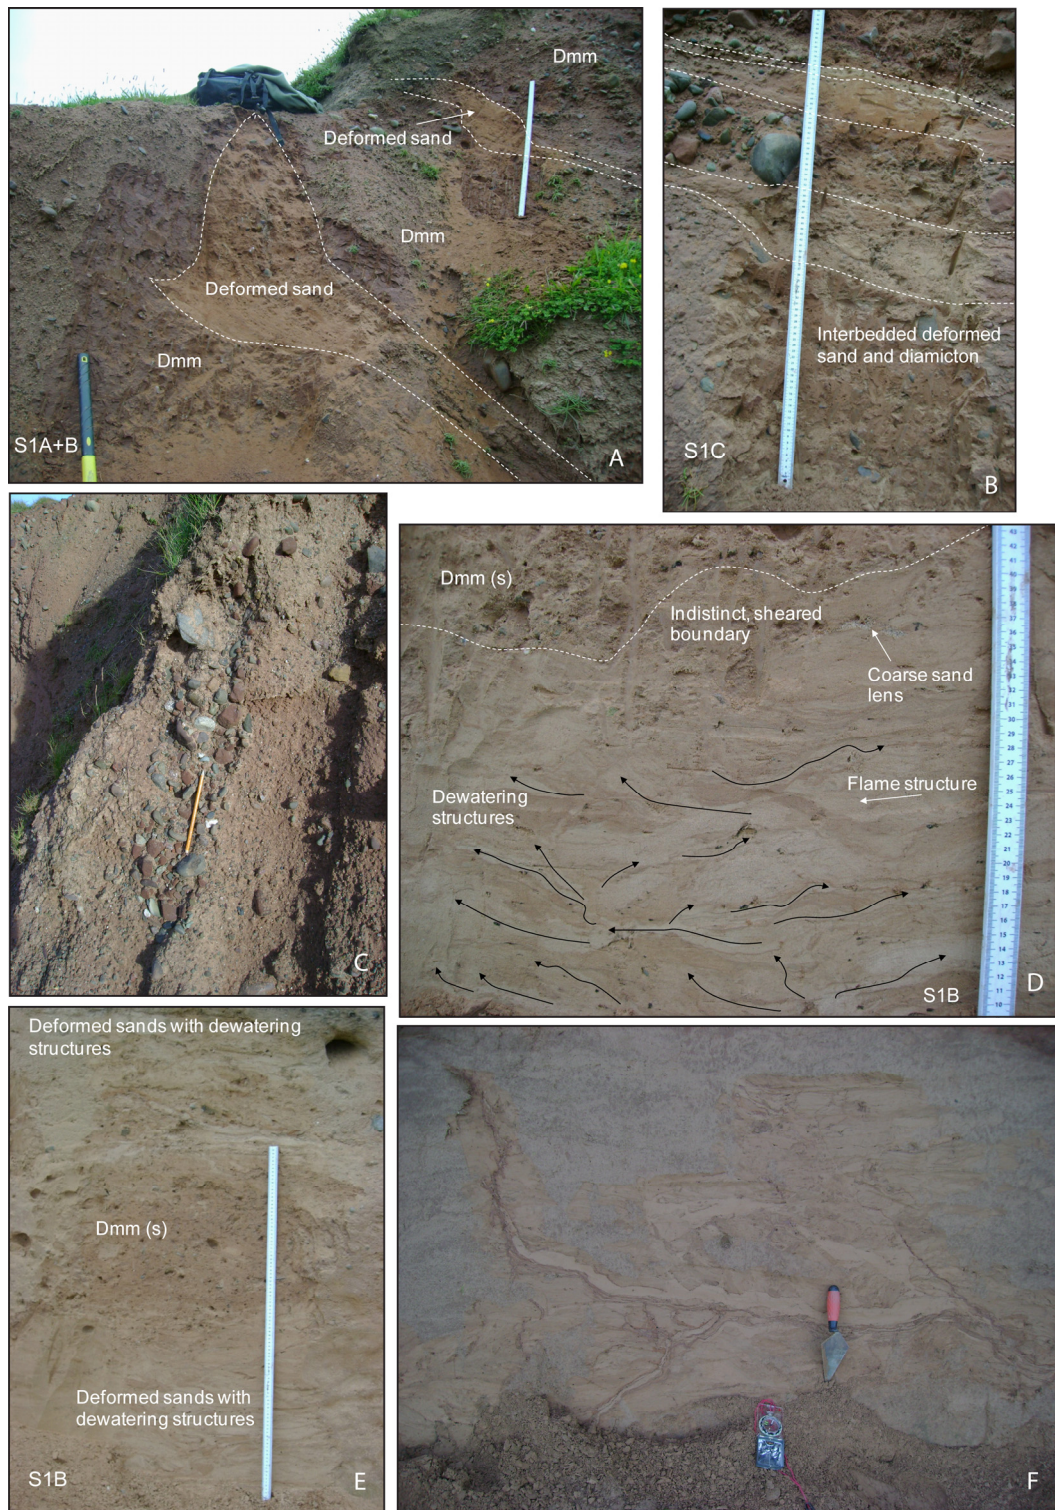 Dmm
Deformed sand
Dmm
Deformed sand
Dmm
S1A+B
A
Interbedded deformed
sand and diamicton
S1C
B
C
Dmm (s)
Indistinct, sheared
boundary
Coarse sand
lens
Flame structure
Dewatering
structures
S1B
D
Deformed sands with dewatering
structures
Dmm (s)
Deformed sands with
dewatering structures
S1B
E
F